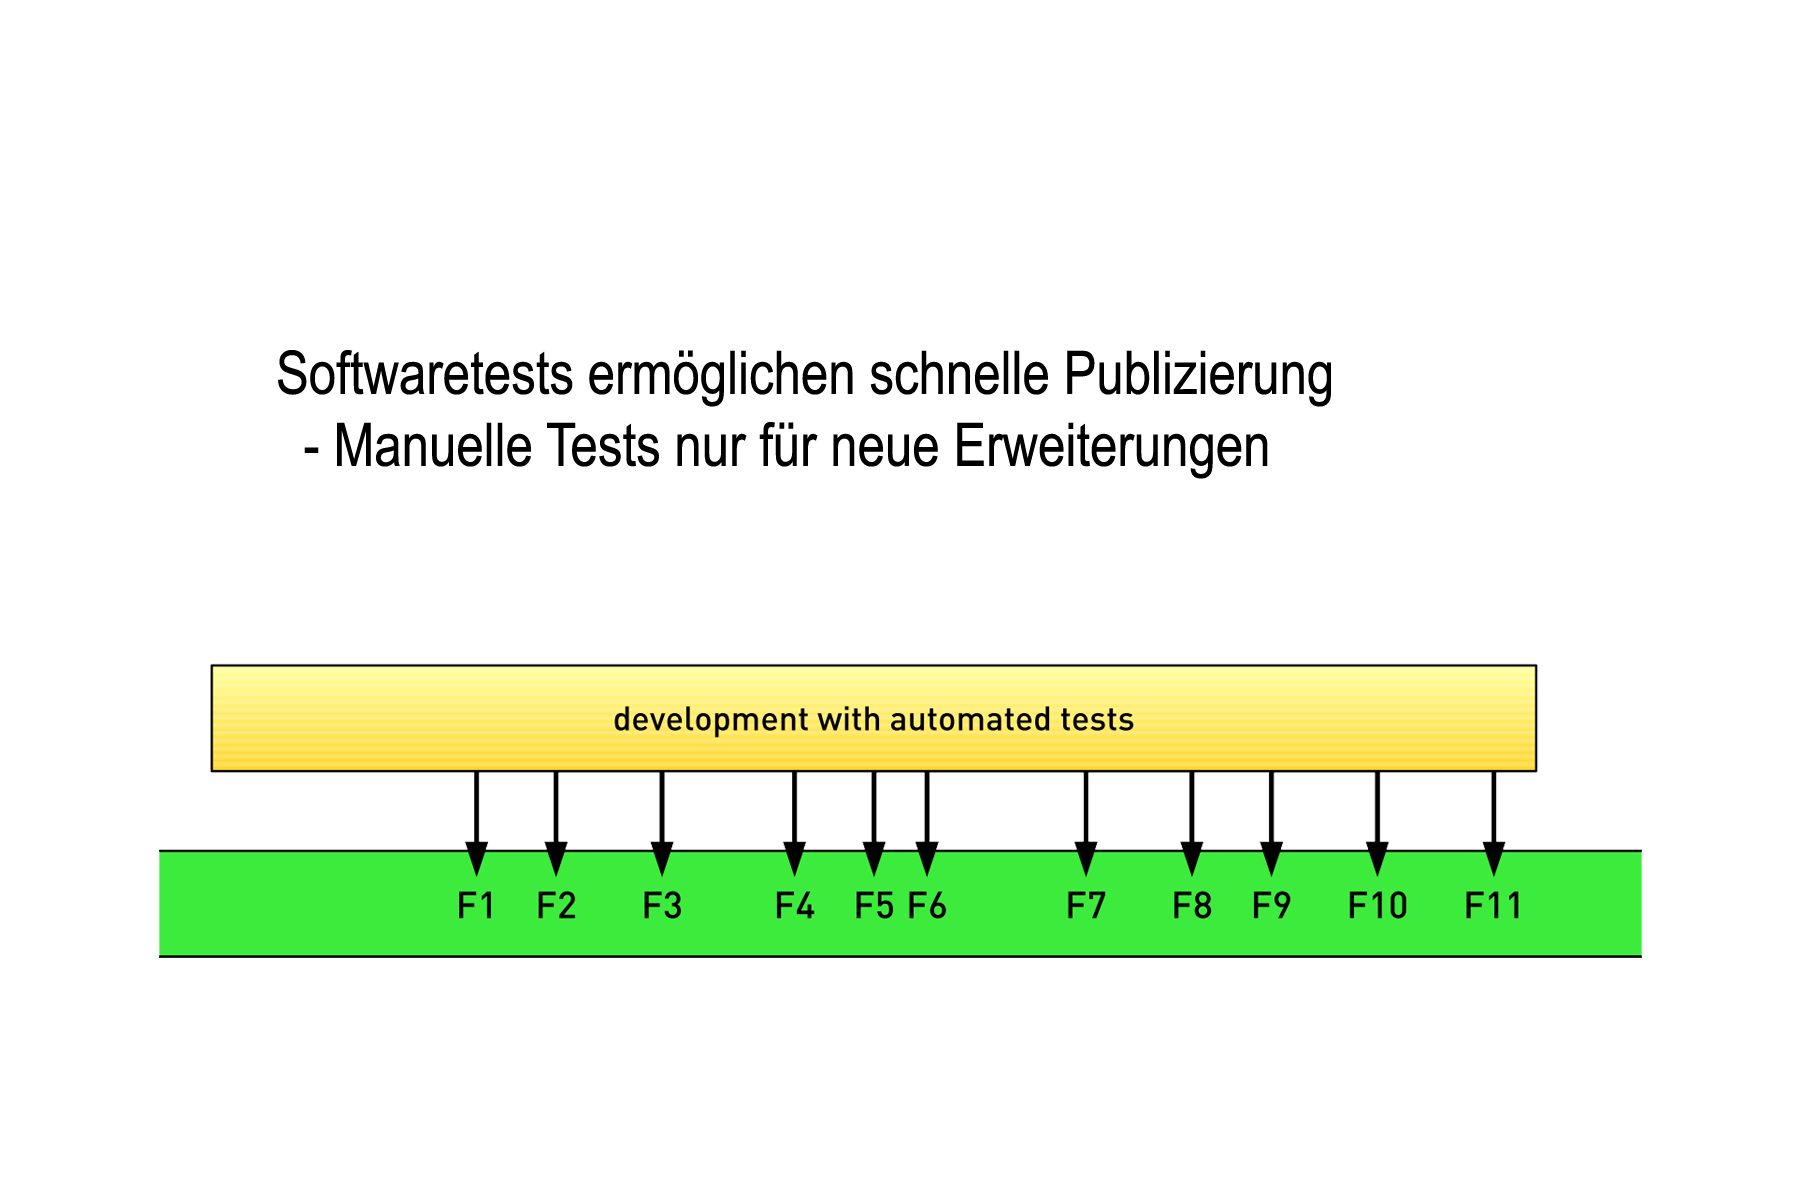 Softwaretests ermöglichen schnelle Publizierung
- Manuelle Tests nur für neue Erweiterungen
development with automated tests
F1 F2 F3 F4 F5 F6 F7 F8 F9 F10 F11